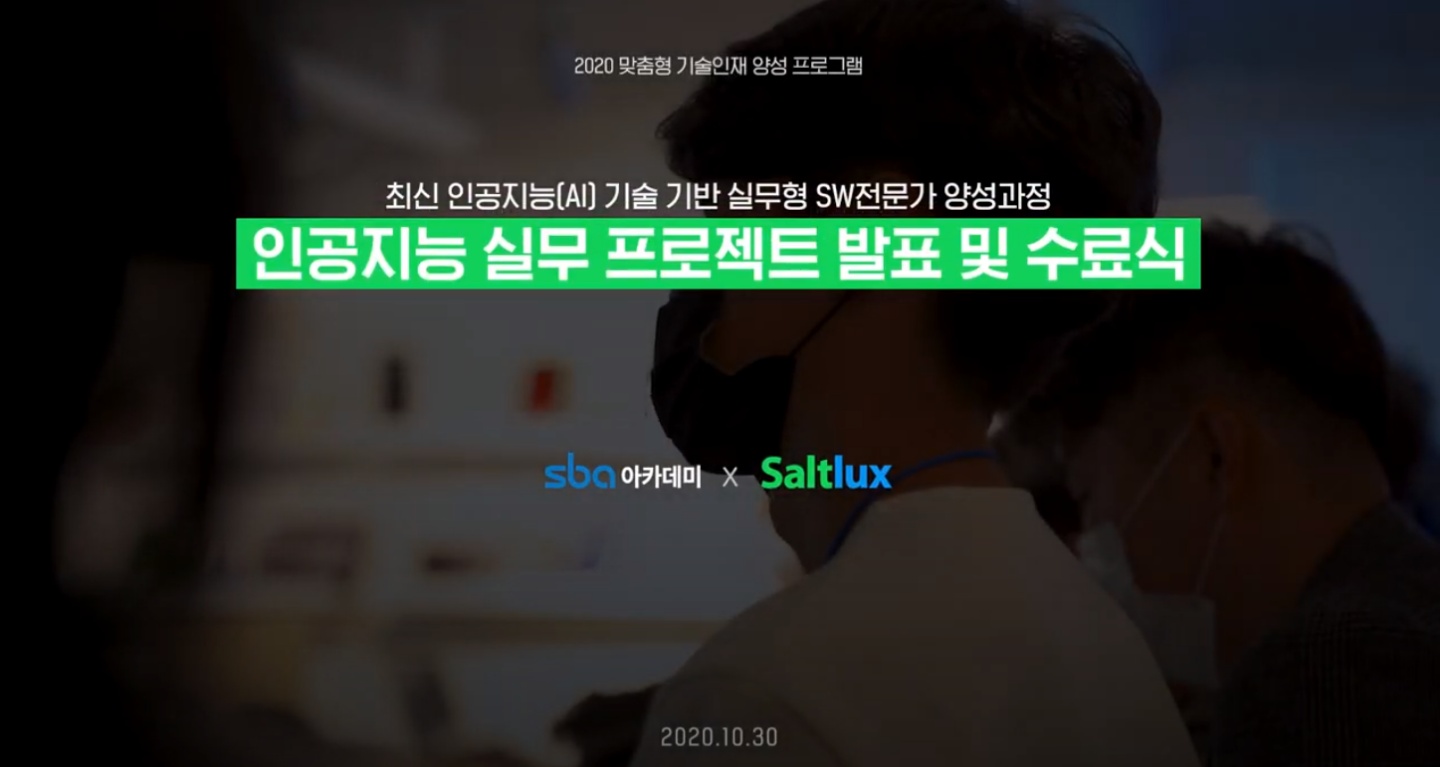 2020 맞춤형 기술인재 양성 프로그램
최신 인공지능(AI) 기술 기반 실무형 SW전문가 양성과정
인공지능 실무 프로젝트 발표 및 수료식
sba 아카데미 X Saltlux
2020.10.30